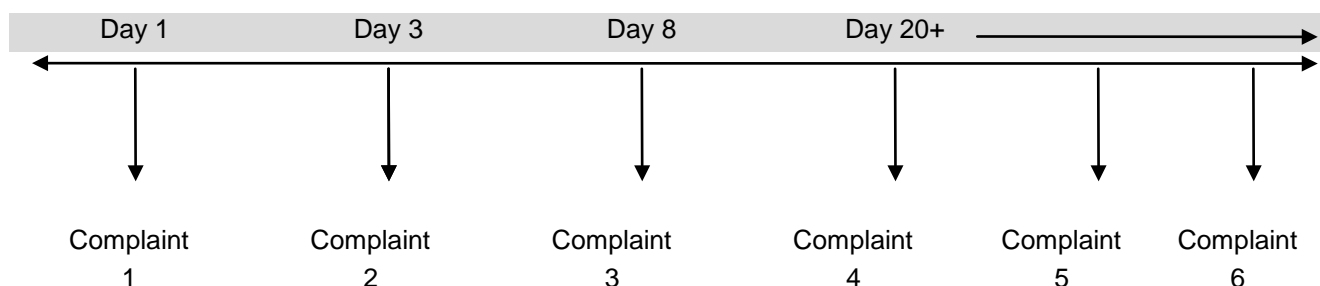 Day 1 Day 3 Day 8 Day 20+
Complaint Complaint Complaint Complaint Complaint Complaint
1 2 3 4 5 6